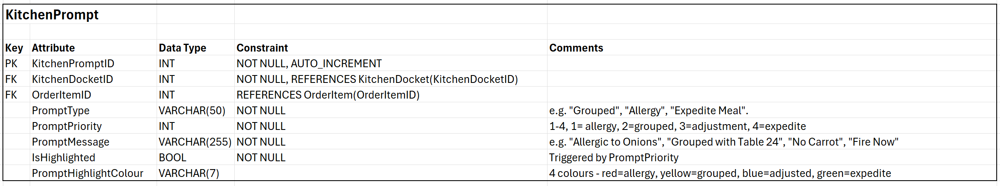 KitchenPrompt
Key Attribute Data Type Constraint Comments
PK KitchenPromptID INT NOT NULL, AUTO_INCREMENT
FK KitchenDocketID INT NOT NULL, REFERENCES KitchenDocket(KitchenDocketID)
FK OrderItemID INT REFERENCES OrderItem(OrderItemID)
PromptType VARCHAR(50) NOT NULL e.g. "Grouped", "Allergy", "Expedite Meal".
PromptPriority INT NOT NULL 1-4, 1= allergy, 2=grouped, 3=adjustment, 4=expedite
PromptMessage VARCHAR(255) NOT NULL e.g. "Allergic to Onions", "Grouped with Table 24", "No Carrot", "Fire Now"
IsHighlighted BOOL NOT NULL Triggered by PromptPriority
PromptHighlightColour VARCHAR(7) 4 colours - red=allergy, yellow=grouped, blue=adjusted, green=expedite